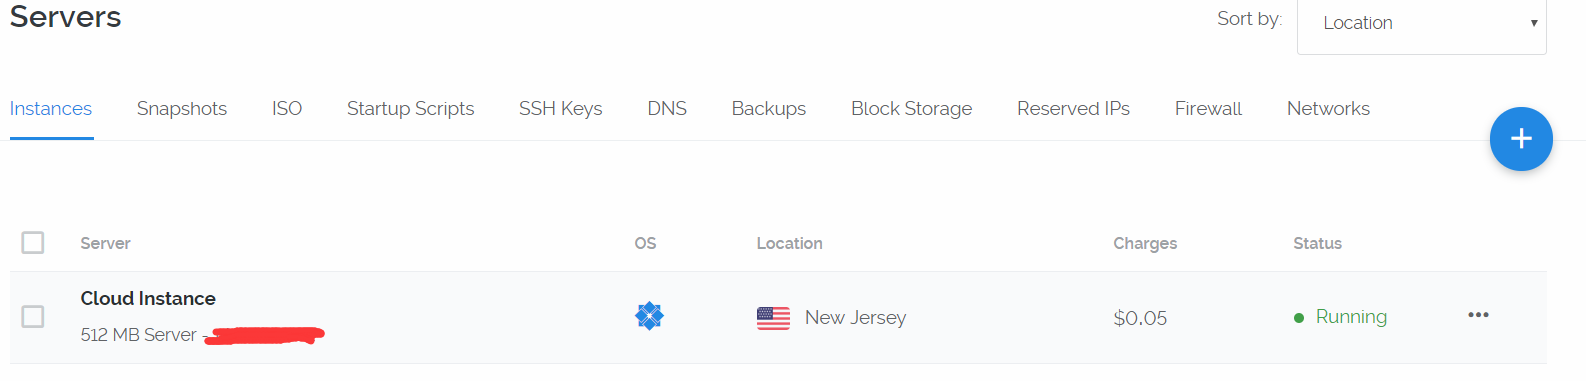 Servers
Sort by: Location
Instances Snapshots ISO Startup Scripts SSH Keys DNS Backups Block Storage Reserved IPs Firewall Networks
Server OS Location Charges Status
Cloud Instance
512 MB Server -
New Jersey $0.05 Running